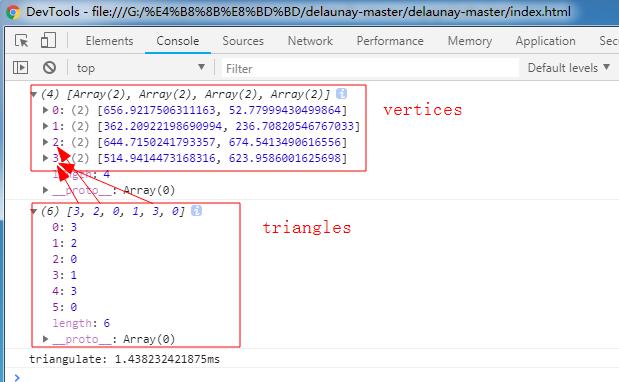 DevTools - file:///G:/%E4%B8%8B%E8%BD%BD/delaunay-master/delaunay-master/index.html
Elements Console Sources Network Performance Memory Application Secu
top Filter Default levels
(4) [Array(2), Array(2), Array(2), Array(2)]
0: (2) [656.9217506311163, 52.77999430499864]
vertices
1: (2) [362.20922198690994, 236.70820546767033]
2: (2) [644.7150241793357, 674.5413490616556]
3: (2) [514.9414473168316, 623.9586001625698]
length: 4
__proto__: Array(0)
(6) [3, 2, 0, 1, 3, 0]
0: 3
triangles
1: 2
2: 0
3: 1
4: 3
5: 0
length: 6
__proto__: Array(0)
triangulate: 1.438232421875ms